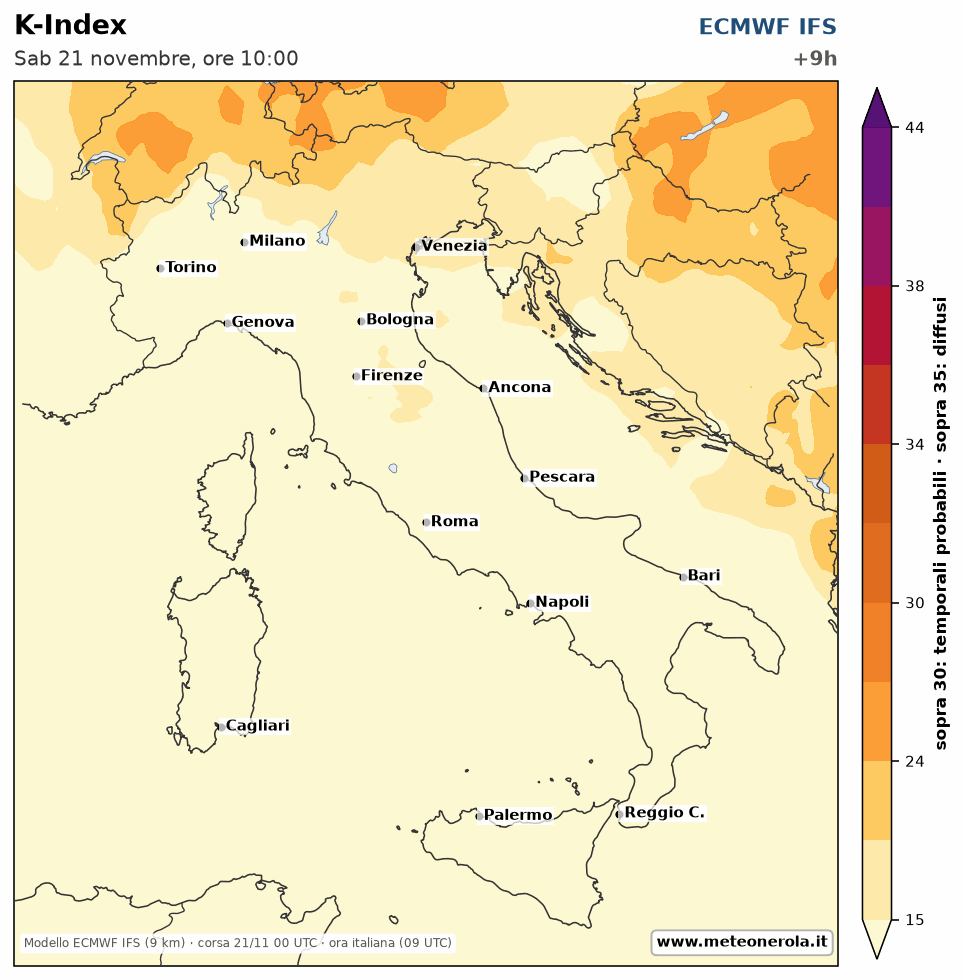 K-Index
ECMWF IFS
Sab 21 novembre, ore 10:00
+9h
Milano
Venezia
Torino
Genova
Bologna
Firenze
Ancona
Pescara
Roma
Bari
Napoli
Cagliari
Palermo
Reggio C.
44
38
34
30
24
15
sopra 30: temporali probabili · sopra 35: diffusi
Modello ECMWF IFS (9 km) · corsa 21/11 00 UTC · ora italiana (09 UTC)
www.meteonerola.it